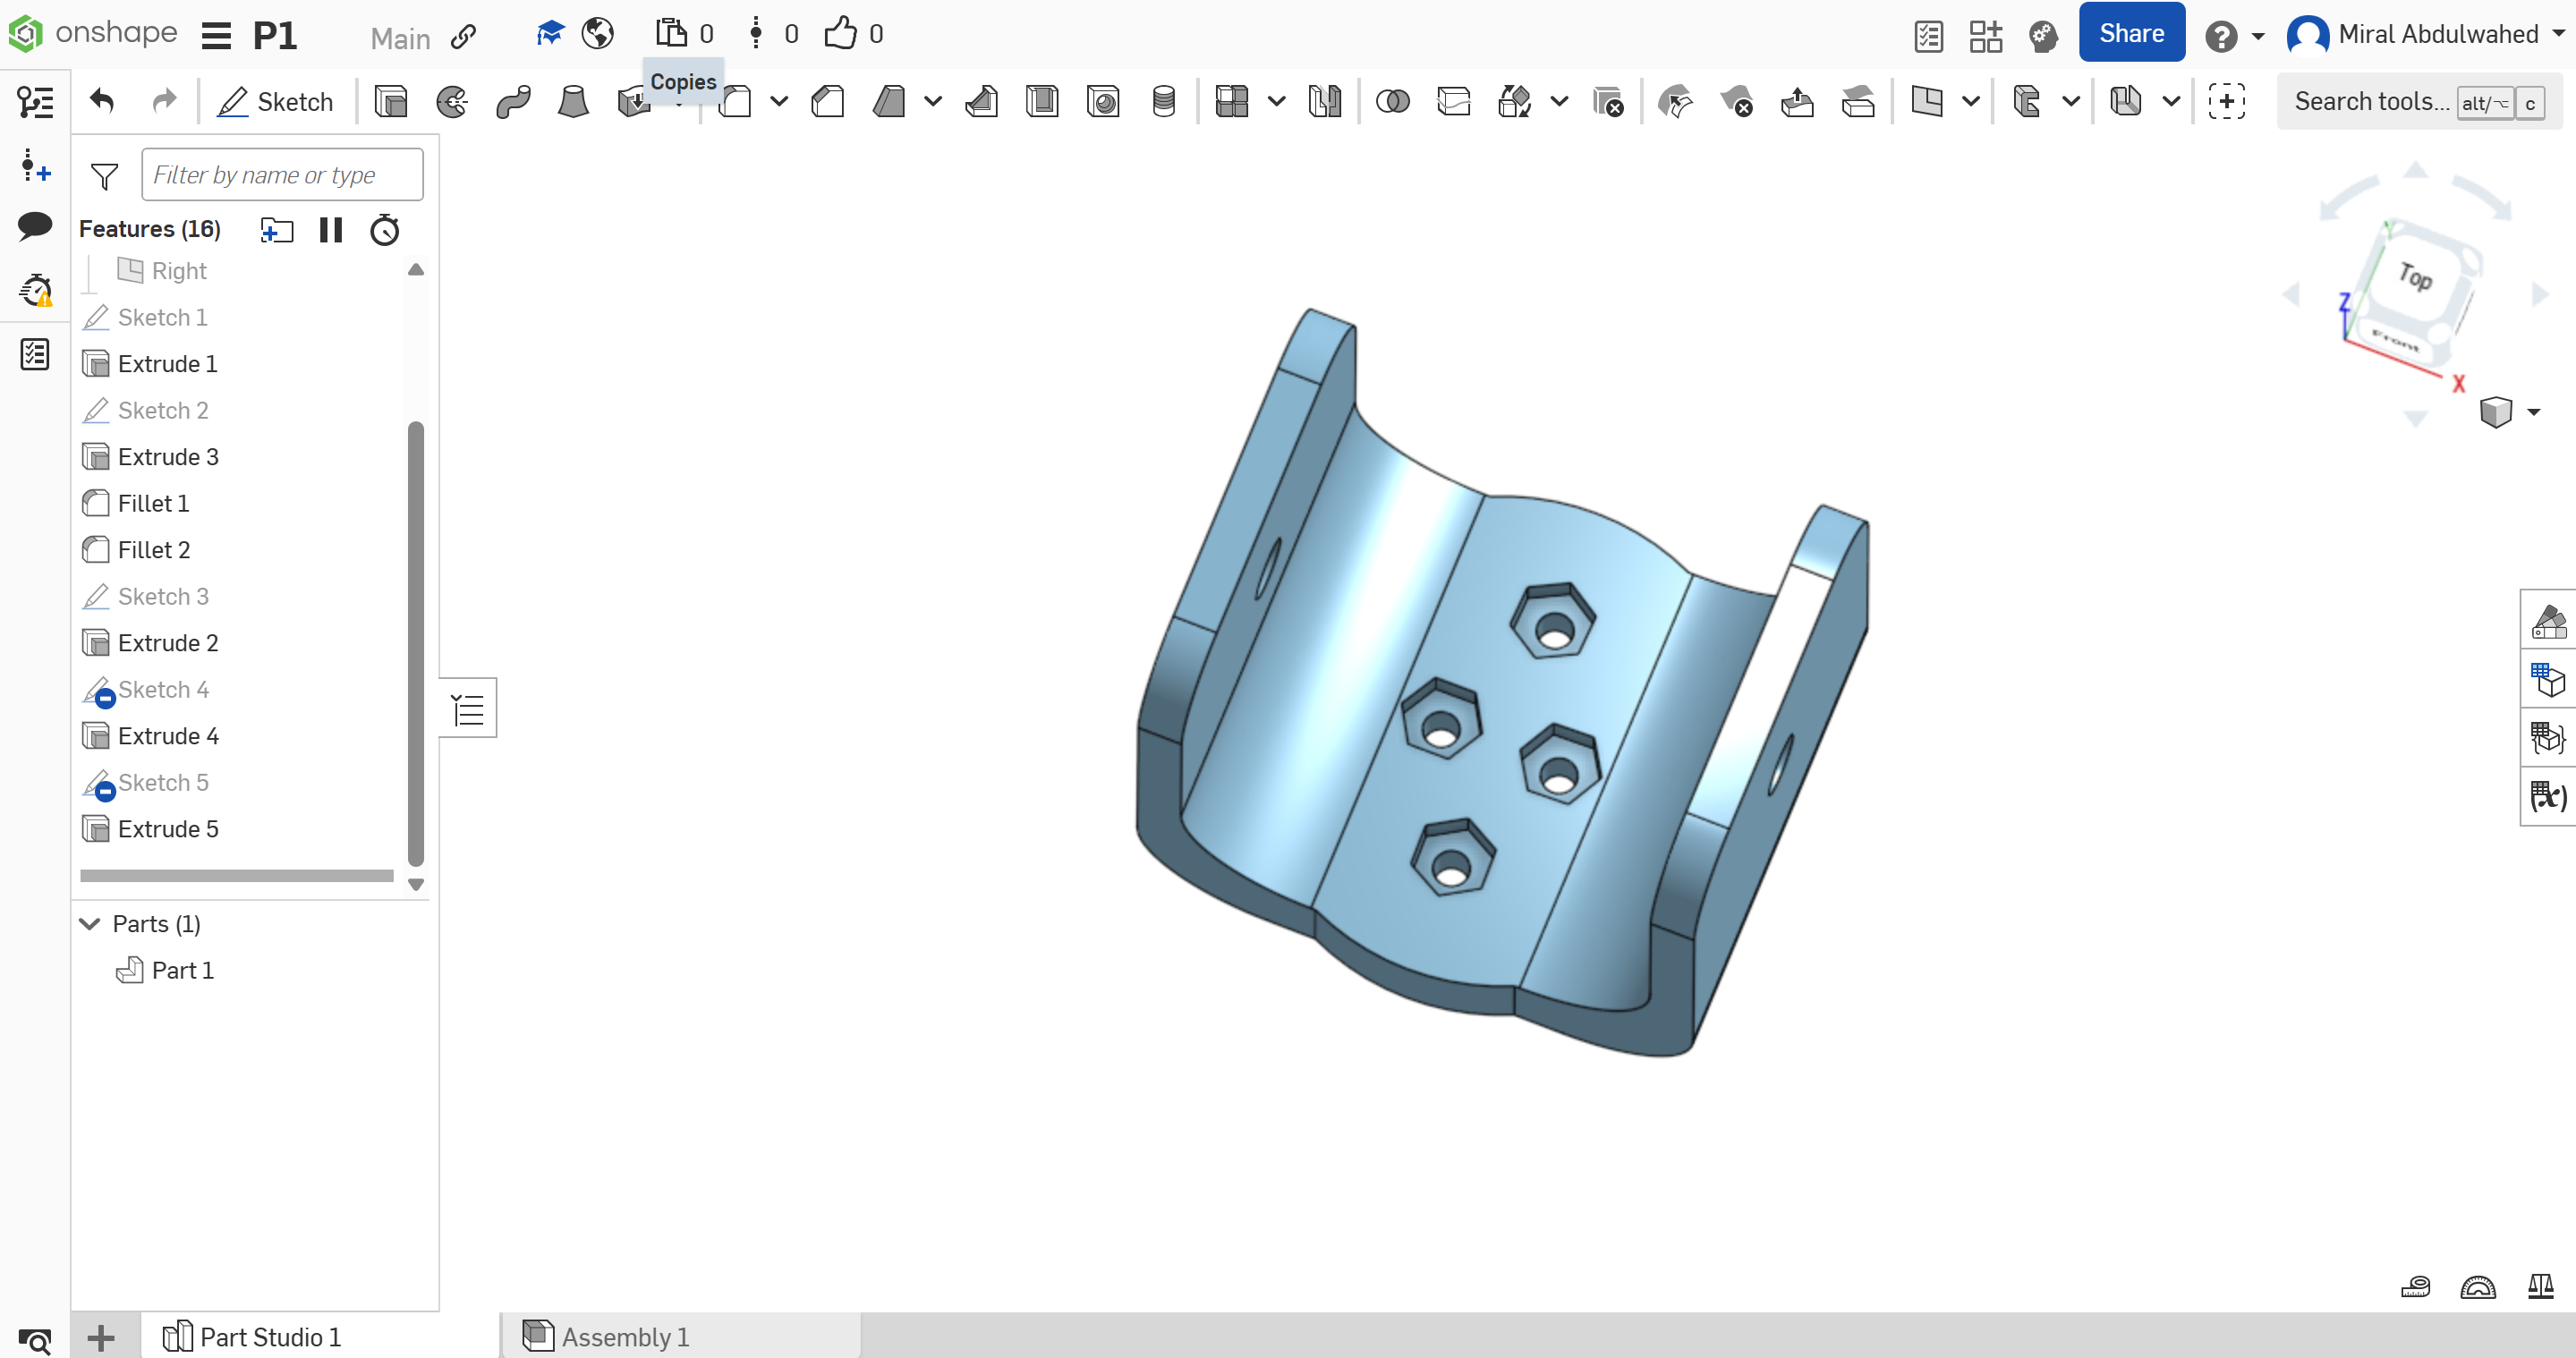 onshape P1 Main 0 0 0 Share Miral Abdulwahed
Copies
Sketch Search tools... alt/⌥ c
Filter by name or type
Features (16)
Right
Sketch 1
Extrude 1
Sketch 2
Extrude 3
Fillet 1
Fillet 2
Sketch 3
Extrude 2
Sketch 4
Extrude 4
Sketch 5
Extrude 5
Parts (1)
Part 1
Y
Top
Z
Front
X
(x)
Part Studio 1
Assembly 1